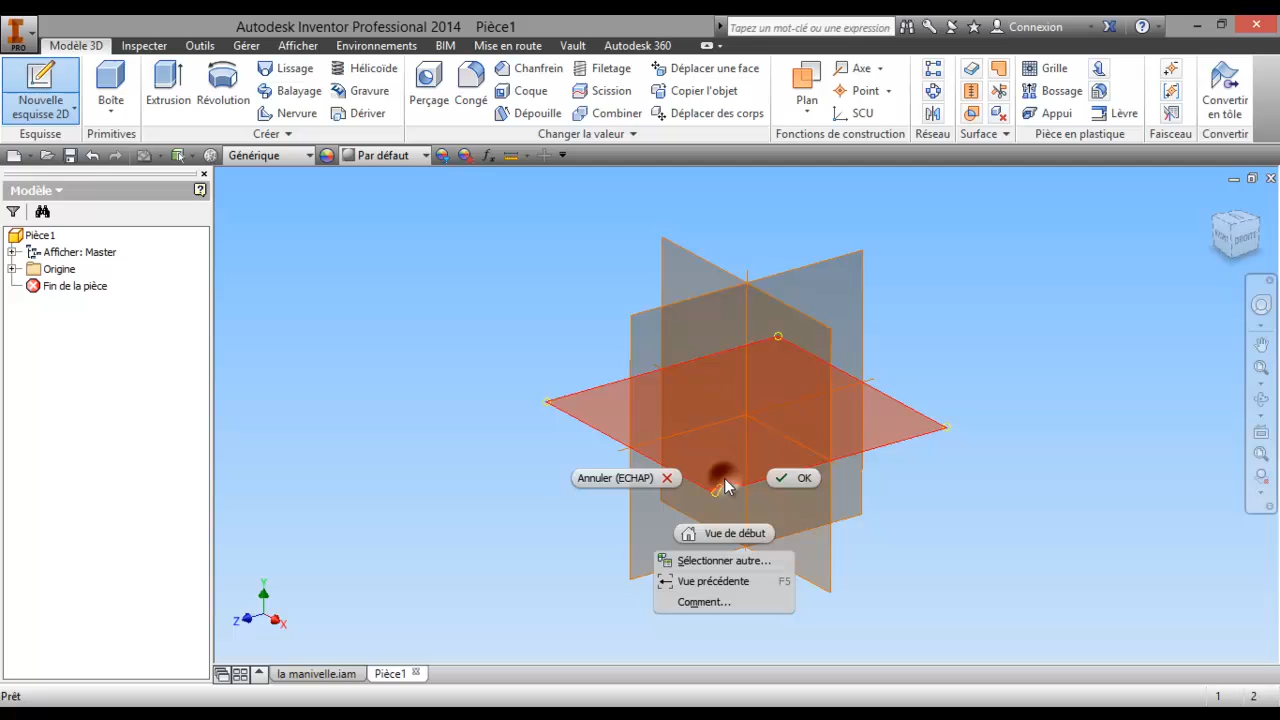 Autodesk Inventor Professional 2014 Pièce1
Tapez un mot-clé ou une expression
Connexion
PRO
Modèle 3D Inspecter Outils Gérer Afficher Environnements BIM Mise en route Vault Autodesk 360
Nouvelle esquisse 2D
Boîte
Extrusion
Révolution
Lissage
Balayage
Nervure
Hélicoïde
Gravure
Dériver
Perçage
Congé
Chanfrein
Coque
Dépouille
Filetage
Scission
Combiner
Déplacer une face
Copier l'objet
Déplacer des corps
Plan
Axe
Point
SCU
Grille
Bossage
Appui
Lèvre
Convertir en tôle
Esquisse Primitives Créer Changer la valeur Fonctions de construction Réseau Surface Pièce en plastique Faisceau Convertir
Générique Par défaut
Modèle
Pièce1
Afficher: Master
Origine
Fin de la pièce
DROITE
Annuler (ECHAP)
OK
Vue de début
Sélectionner autre...
Vue précédente F5
Comment...
Y
Z
X
la manivelle.iam Pièce1
Prêt 1 2